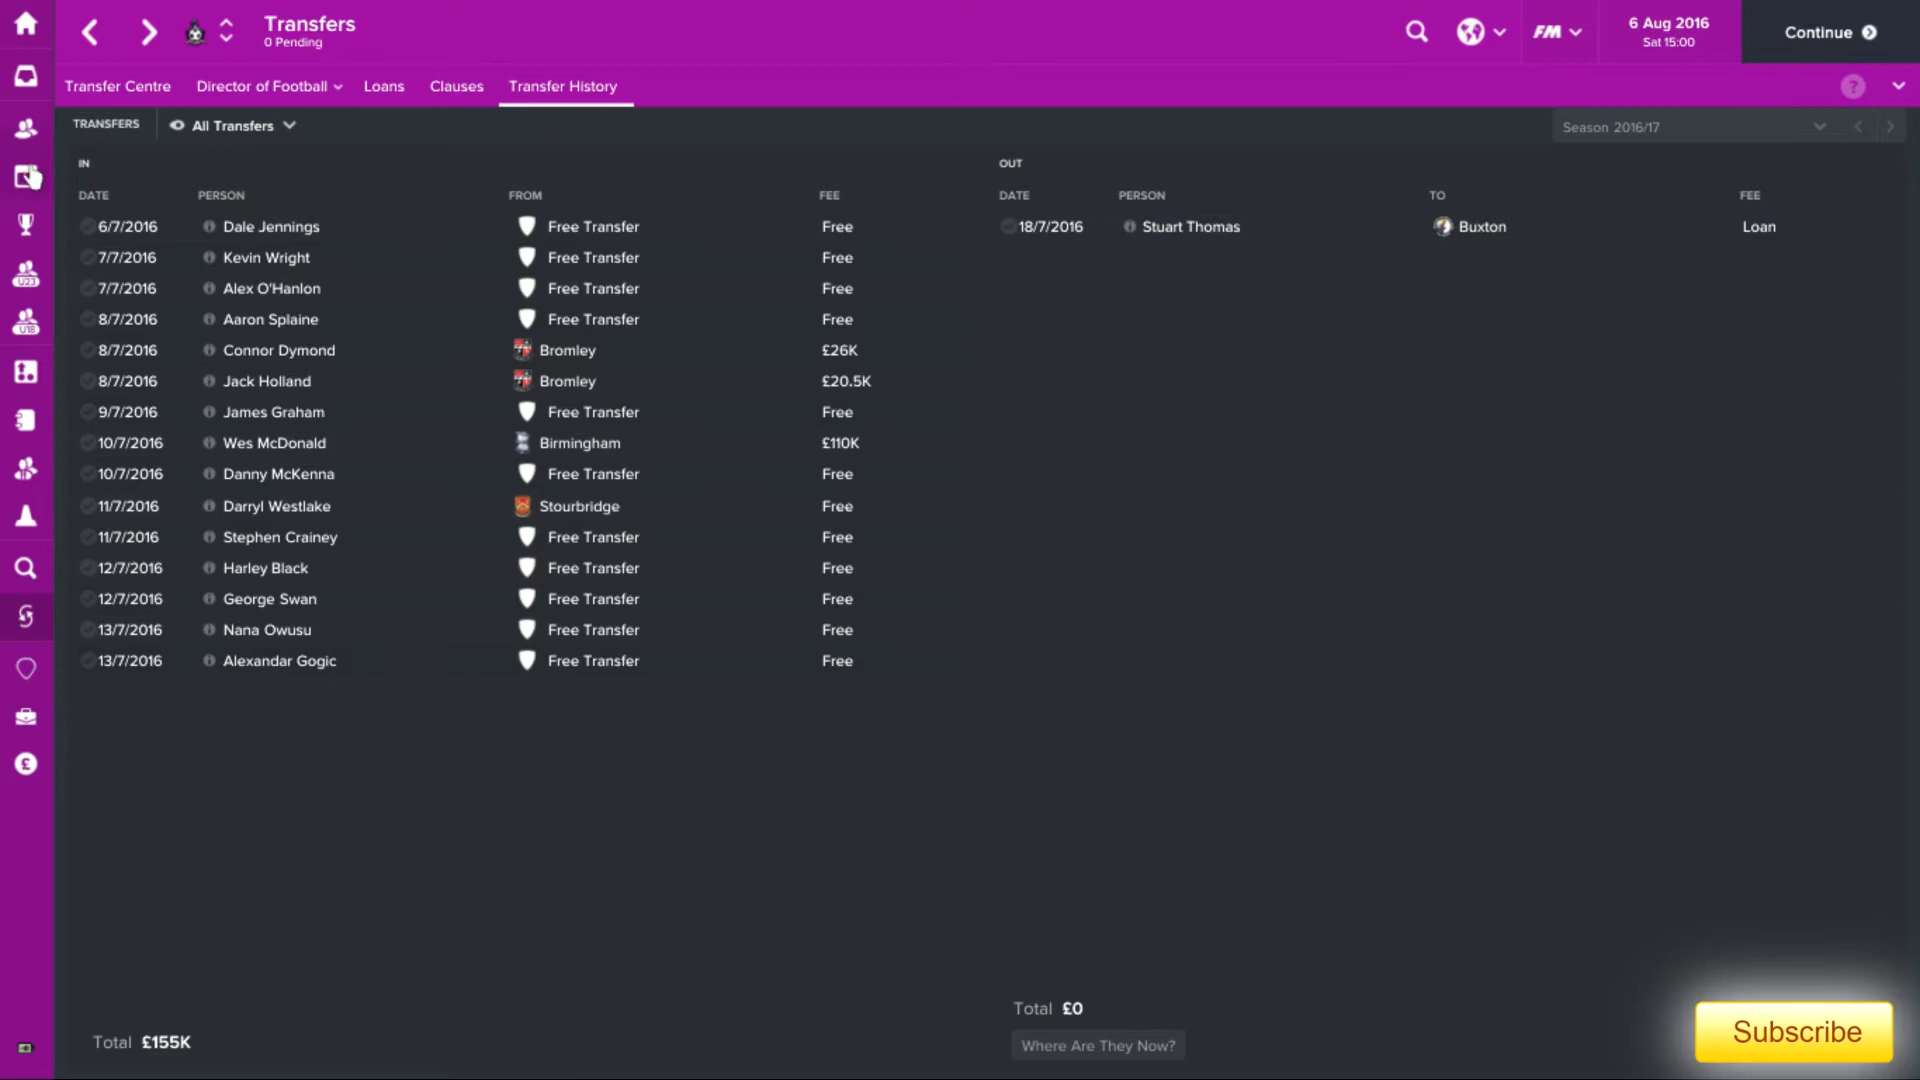 Transfers
0 Pending
FM
6 Aug 2016
Sat 15:00
Continue
Transfer Centre Director of Football Loans Clauses Transfer History
?
TRANSFERS All Transfers Season 2016/17
IN
DATE PERSON FROM FEE
6/7/2016 Dale Jennings Free Transfer Free
7/7/2016 Kevin Wright Free Transfer Free
7/7/2016 Alex O'Hanlon Free Transfer Free
8/7/2016 Aaron Splaine Free Transfer Free
8/7/2016 Connor Dymond Bromley £26K
8/7/2016 Jack Holland Bromley £20.5K
9/7/2016 James Graham Free Transfer Free
10/7/2016 Wes McDonald Birmingham £110K
10/7/2016 Danny McKenna Free Transfer Free
11/7/2016 Darryl Westlake Stourbridge Free
11/7/2016 Stephen Crainey Free Transfer Free
12/7/2016 Harley Black Free Transfer Free
12/7/2016 George Swan Free Transfer Free
13/7/2016 Nana Owusu Free Transfer Free
13/7/2016 Alexandar Gogic Free Transfer Free
Total £155K
OUT
DATE PERSON TO FEE
18/7/2016 Stuart Thomas Buxton Loan
Total £0
Where Are They Now?
U23
U18
£
Subscribe